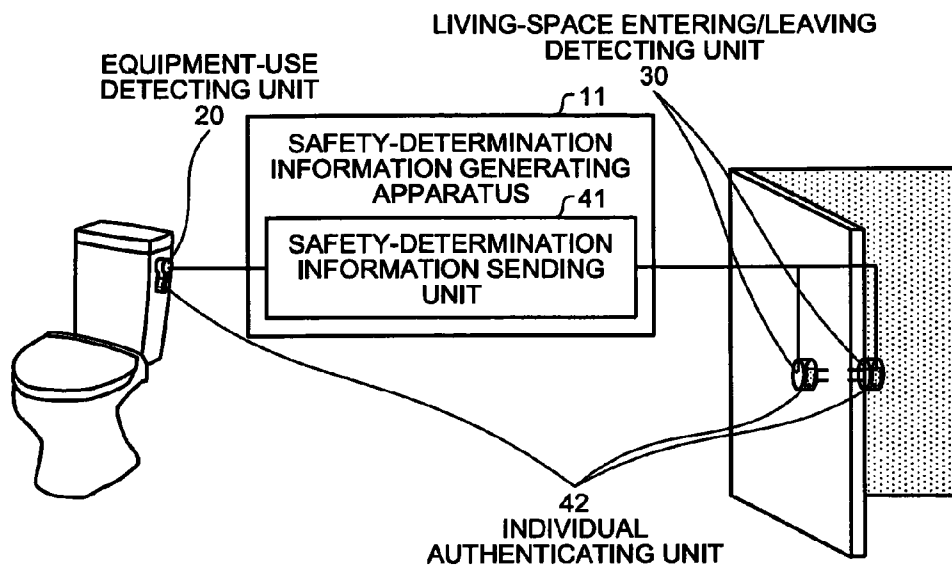 LIVING-SPACE ENTERING/LEAVING
DETECTING UNIT
30
EQUIPMENT-USE
DETECTING UNIT
20
11
SAFETY-DETERMINATION
INFORMATION GENERATING
APPARATUS
41
SAFETY-DETERMINATION
INFORMATION SENDING
UNIT
42
INDIVIDUAL
AUTHENTICATING UNIT